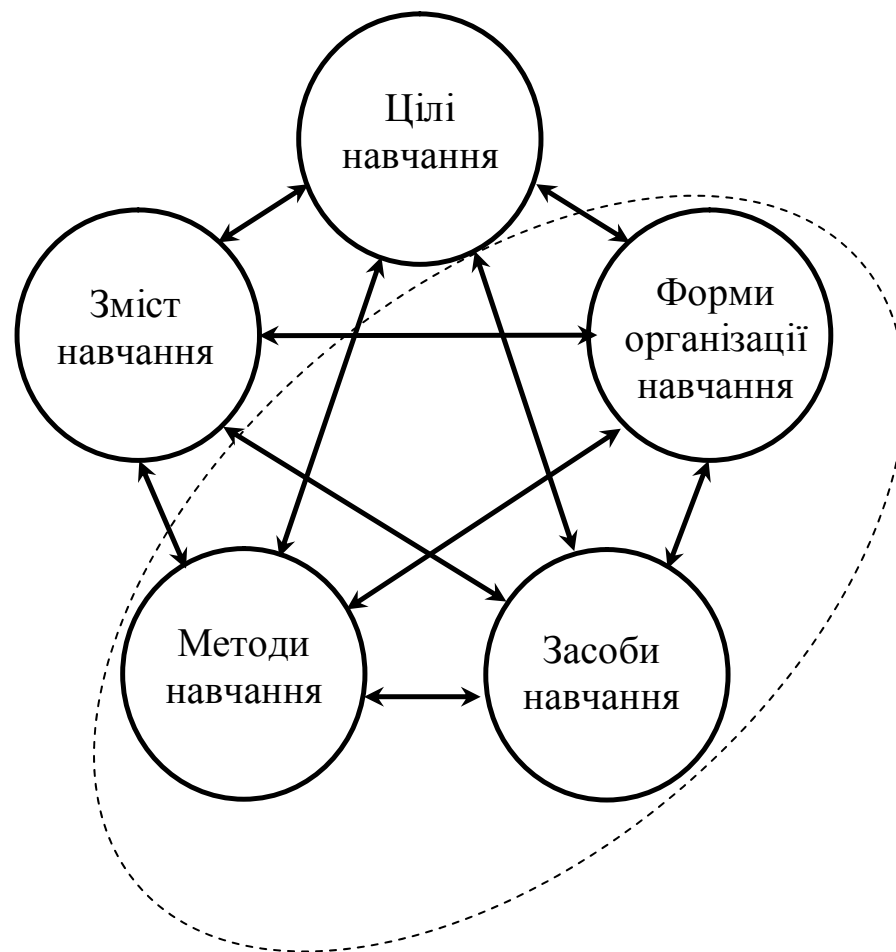 Цілі
навчання
Зміст
навчання
Форми
організації
навчання
Методи
навчання
Засоби
навчання